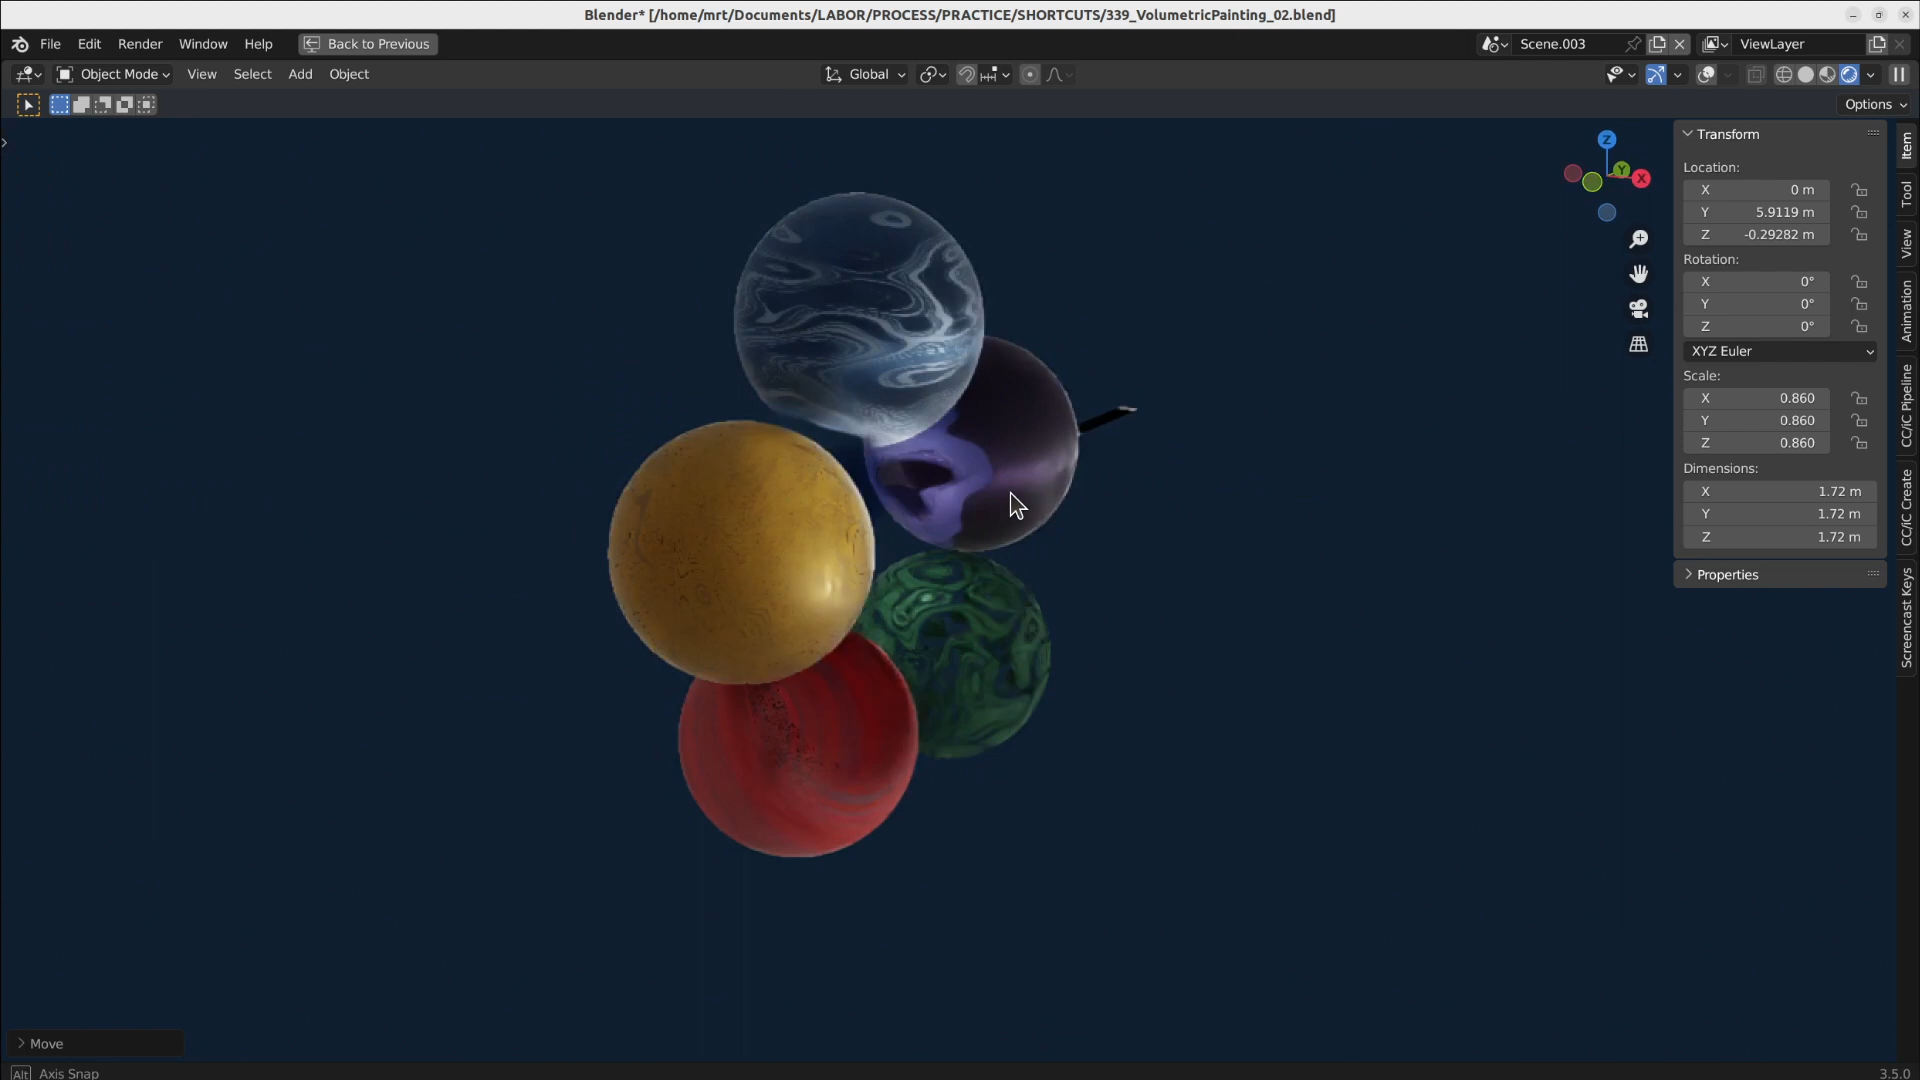 Blender* [/home/mrt/Documents/LABOR/PROCESS/PRACTICE/SHORTCUTS/339_VolumetricPainting_02.blend]
File Edit Render Window Help Back to Previous Scene.003 ViewLayer
Object Mode View Select Add Object Global
Options
Transform
Location:
X 0 m
Y 5.9119 m
Z -0.29282 m
Rotation:
X 0°
Y 0°
Z 0°
XYZ Euler
Scale:
X 0.860
Y 0.860
Z 0.860
Dimensions:
X 1.72 m
Y 1.72 m
Z 1.72 m
Properties
Item
Tool
View
Animation
CC/iC Pipeline
CC/iC Create
Screencast Keys
Z
Y
X
Move
Alt Axis Snap
3.5.0